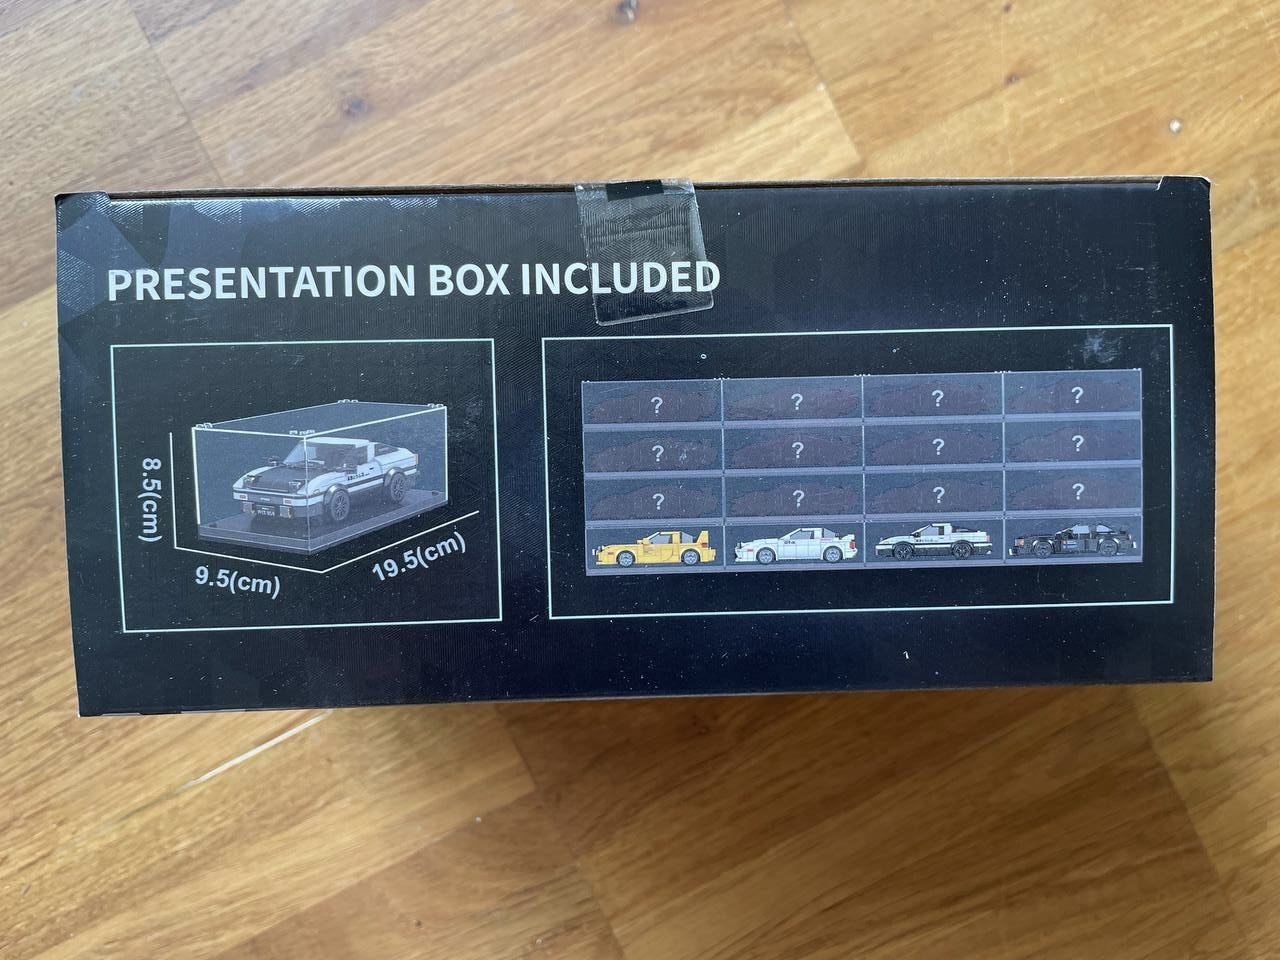 PRESENTATION BOX INCLUDED
8.5(cm)
9.5(cm)
19.5(cm)
? ? ? ?
? ? ? ?
? ? ? ?